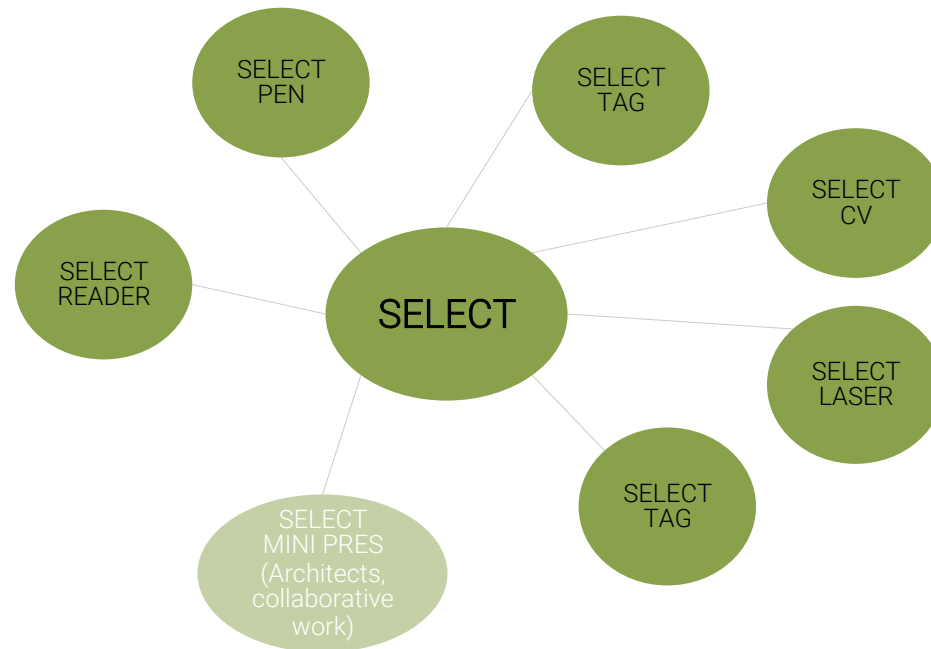 SELECT
PEN
SELECT
TAG
SELECT
CV
SELECT
READER
SELECT
SELECT
LASER
SELECT
TAG
SELECT
MINI PRES
(Architects,
collaborative
work)